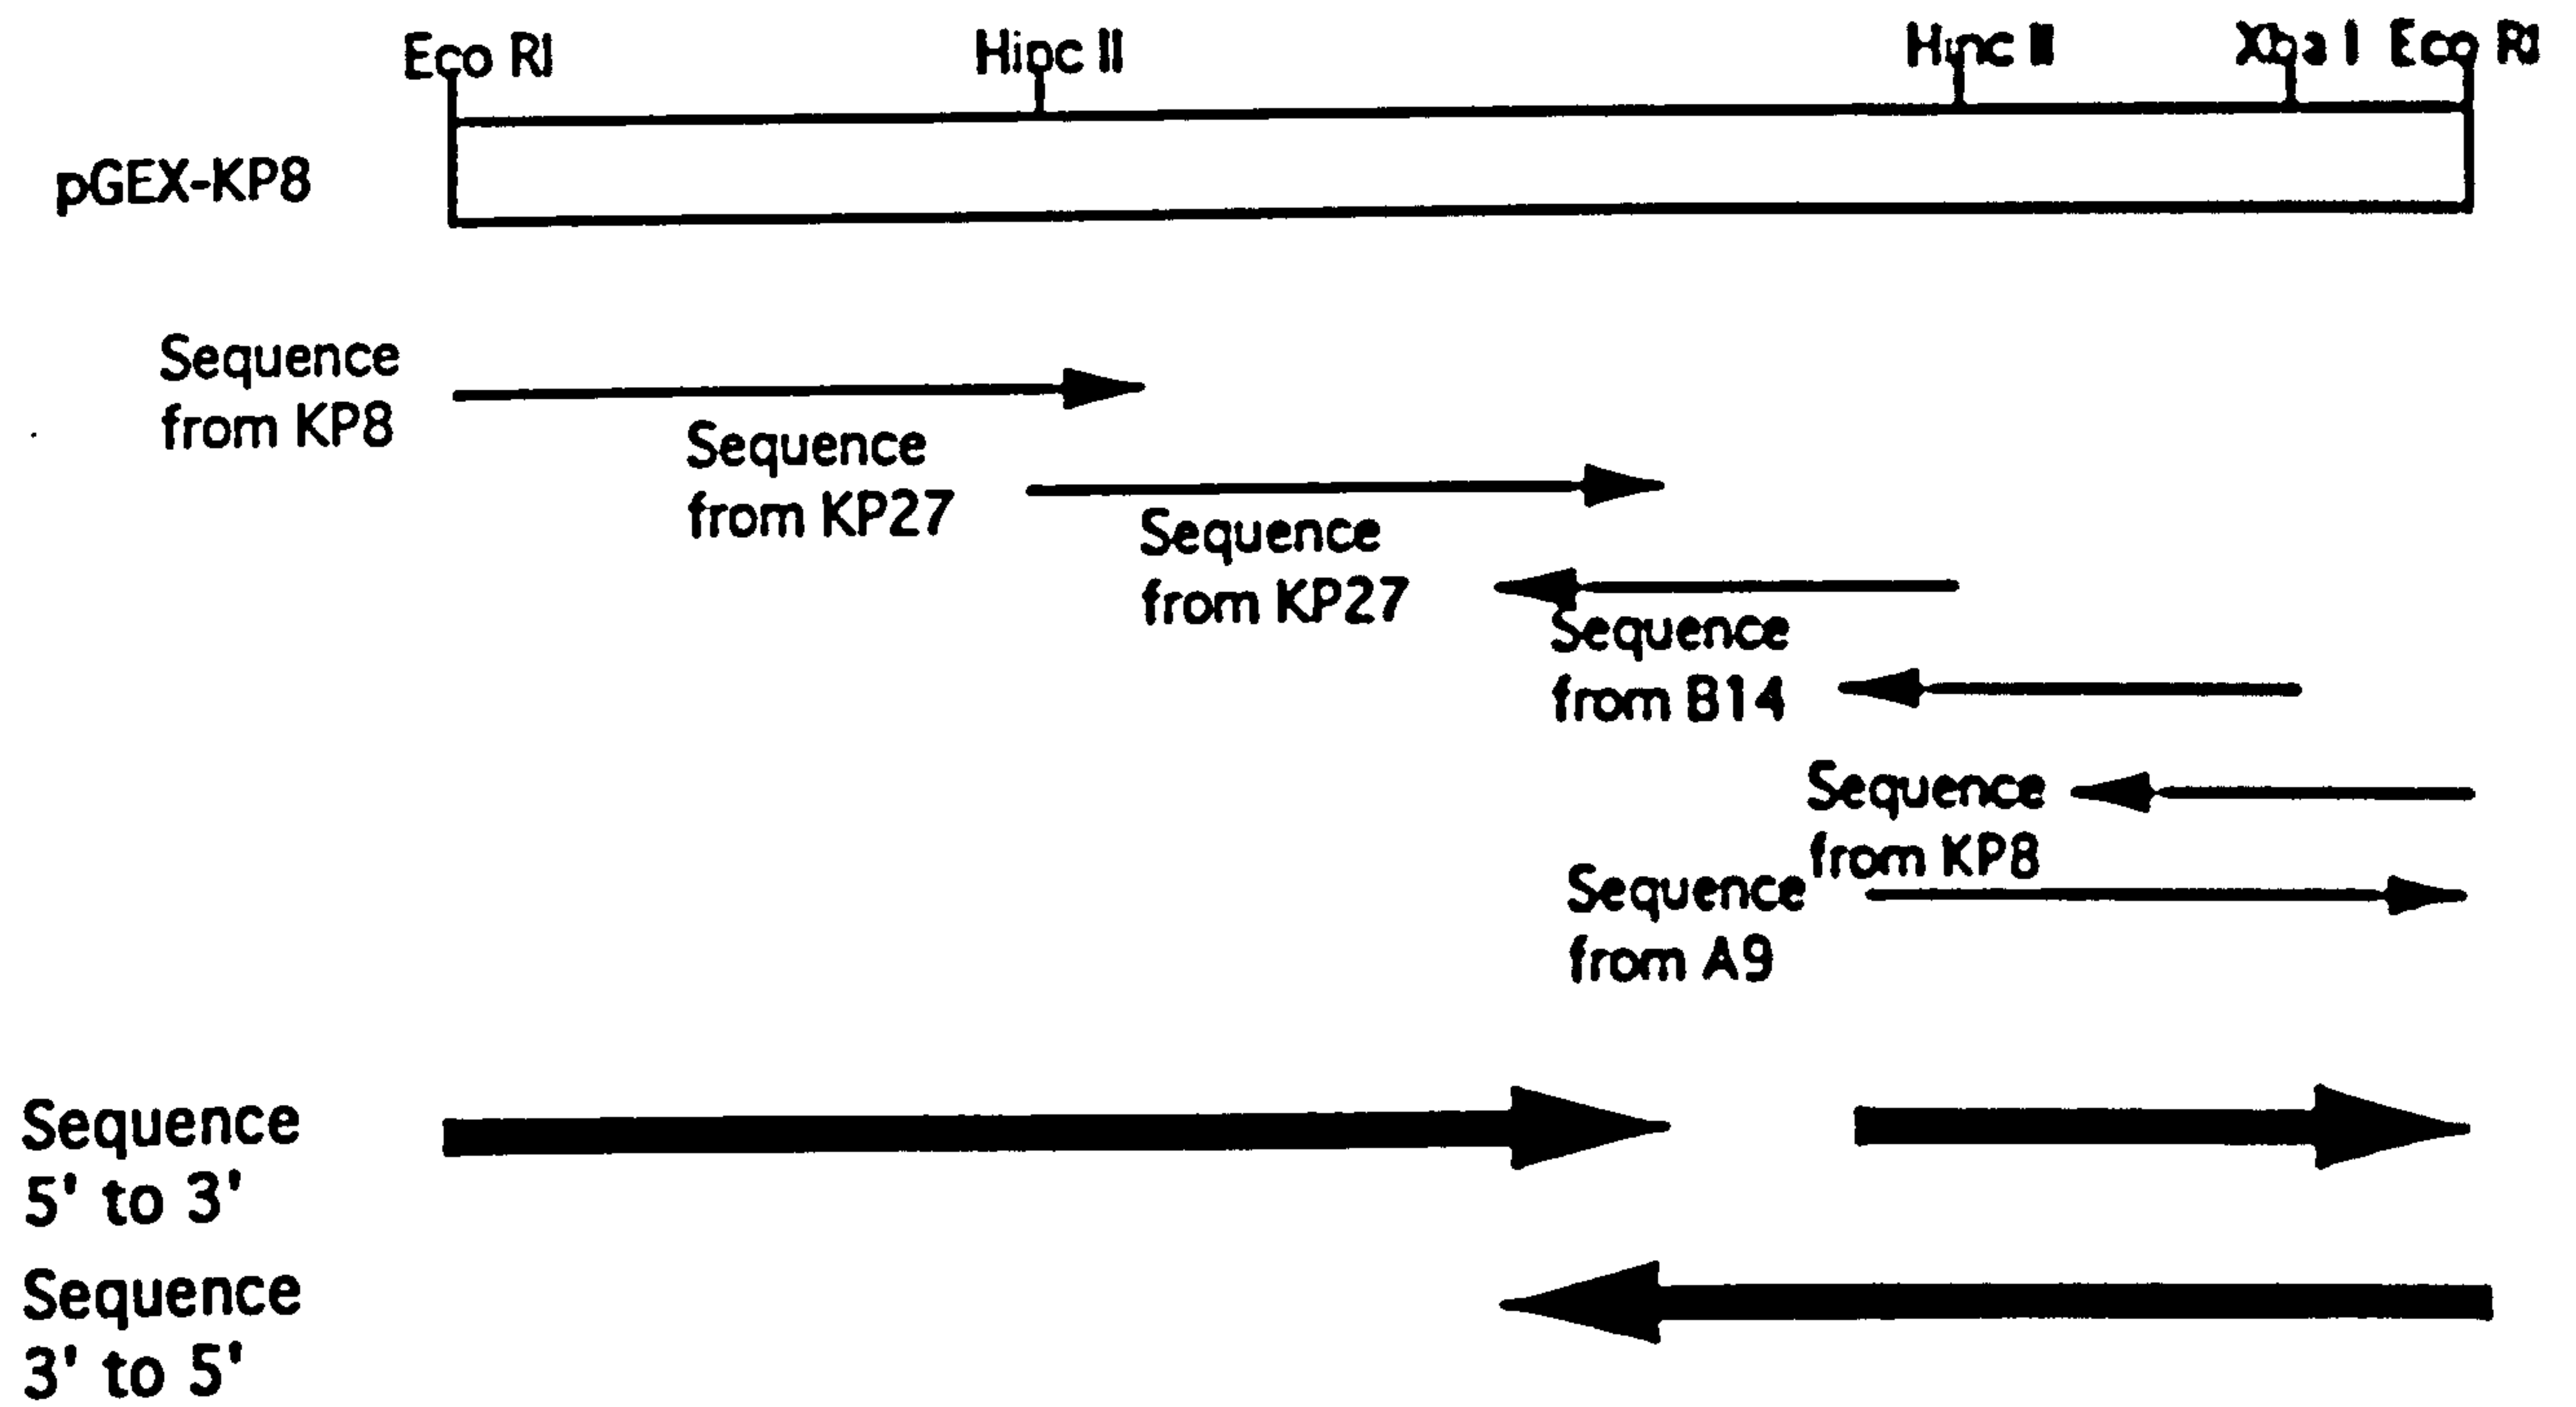 Eco RI Hinc II Hinc II Xba I Eco RI
pGEX-KP8
Sequence
from KP8
Sequence
from KP27
Sequence
from KP27
Sequence
from B14
Sequence
from KP8
Sequence
from A9
Sequence
5' to 3'
Sequence
3' to 5'